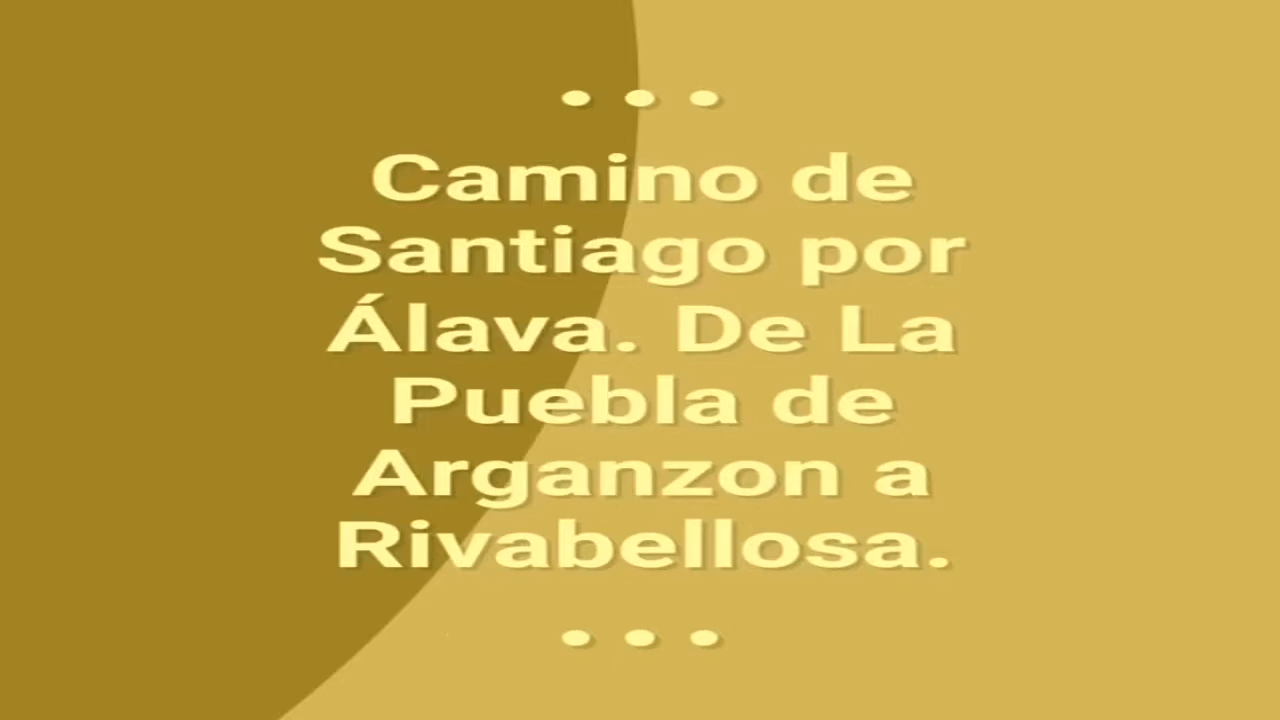 Camino de
Santiago por
Álava. De La
Puebla de
Arganzon a
Rivabellosa.